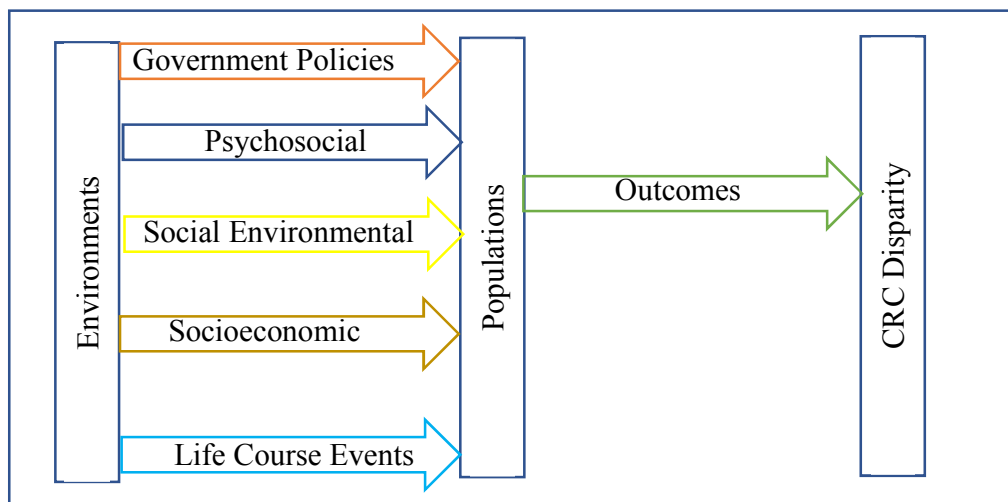 Environments
Government Policies
Psychosocial
Social Environmental
Socioeconomic
Life Course Events
Populations
Outcomes
CRC Disparity